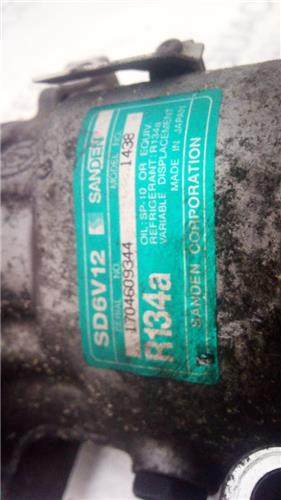 SD6V12 SANDEN
MODEL NO.
1438
SERIAL NO.
1704609344
OIL: SP-10 OR EQUIV.
REFRIGERANT R134a
VARIABLE DISPLACEMENT
MADE IN JAPAN
R134a
SANDEN CORPORATION